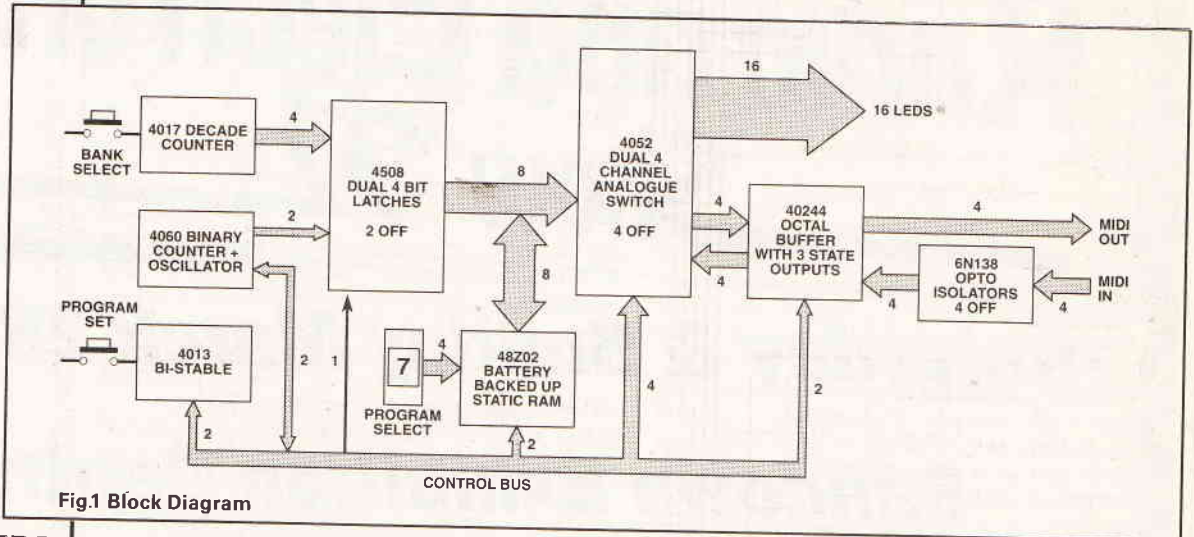 16
16 LEDS
4017 DECADE
COUNTER
4
BANK
SELECT
4508
DUAL 4 BIT
LATCHES
2 OFF
8
4052
DUAL 4
CHANNEL
ANALOGUE
SWITCH
4 OFF
4060 BINARY
COUNTER +
OSCILLATOR
2
4
4
40244
OCTAL
BUFFER
WITH 3 STATE
OUTPUTS
4
MIDI
OUT
6N138
OPTO
ISOLATORS
4 OFF
4
4
MIDI
IN
PROGRAM
SET
4013
BI-STABLE
2
2
1
7
PROGRAM
SELECT
4
8
48Z02
BATTERY
BACKED UP
STATIC RAM
2
4
2
CONTROL BUS
Fig.1 Block Diagram